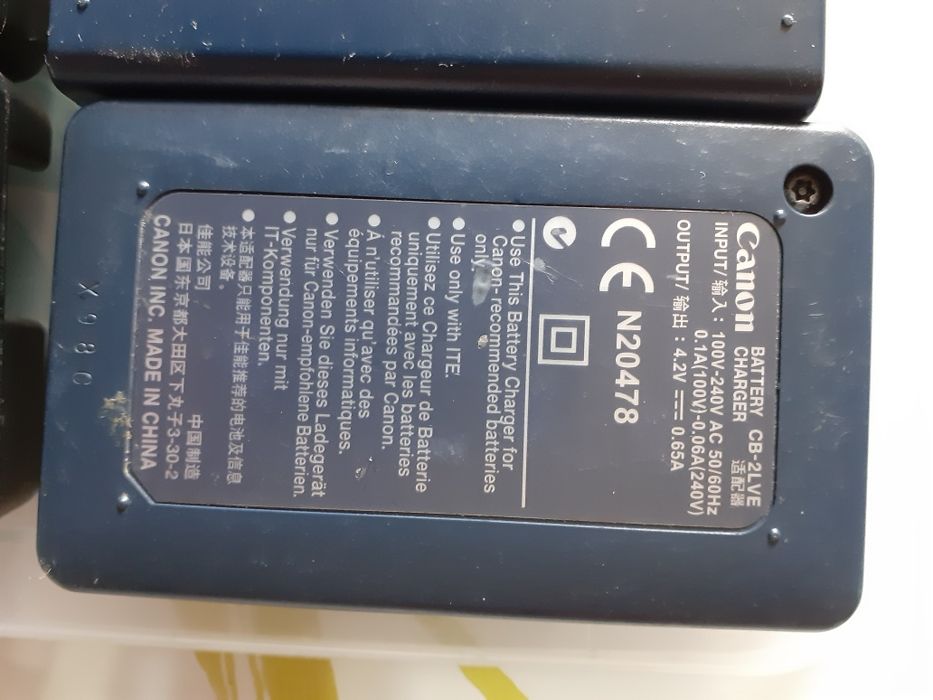 Canon BATTERY CHARGER CB-2LVE 适配器
INPUT/ 输入 : 100V-240V AC 50/60Hz
0.1A(100V)-0.06A(240V)
OUTPUT/ 输出 : 4.2V ⎓ 0.65A
CE N20478
● Use This Battery Charger for
Canon-recommended batteries
only.
● Use only with ITE.
● Utilisez ce Chargeur de Batterie
uniquement avec les batteries
recommandées par Canon.
● À n'utiliser qu'avec des
équipements informatiques.
● Verwenden Sie dieses Ladegerät
nur für Canon-empfohlene Batterien.
● Verwendung nur mit
IT-Komponenten.
● 本适配器只能用于佳能推荐的电池及信息
技术设备。
佳能公司 中国制造
日本国东京都大田区下丸子3-30-2
CANON INC. MADE IN CHINA
X98C